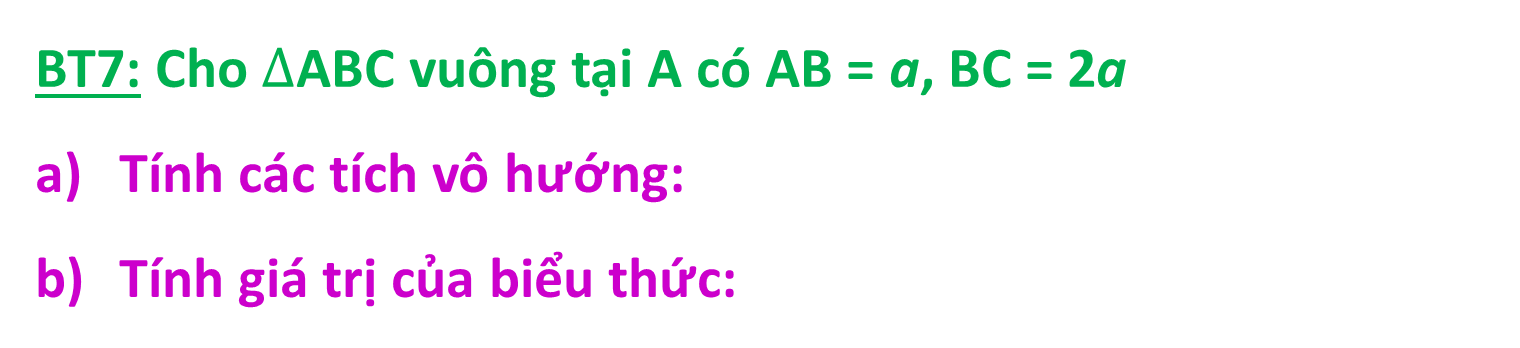 BT7: Cho ΔABC vuông tại A có AB = a, BC = 2a
a) Tính các tích vô hướng:
b) Tính giá trị của biểu thức: